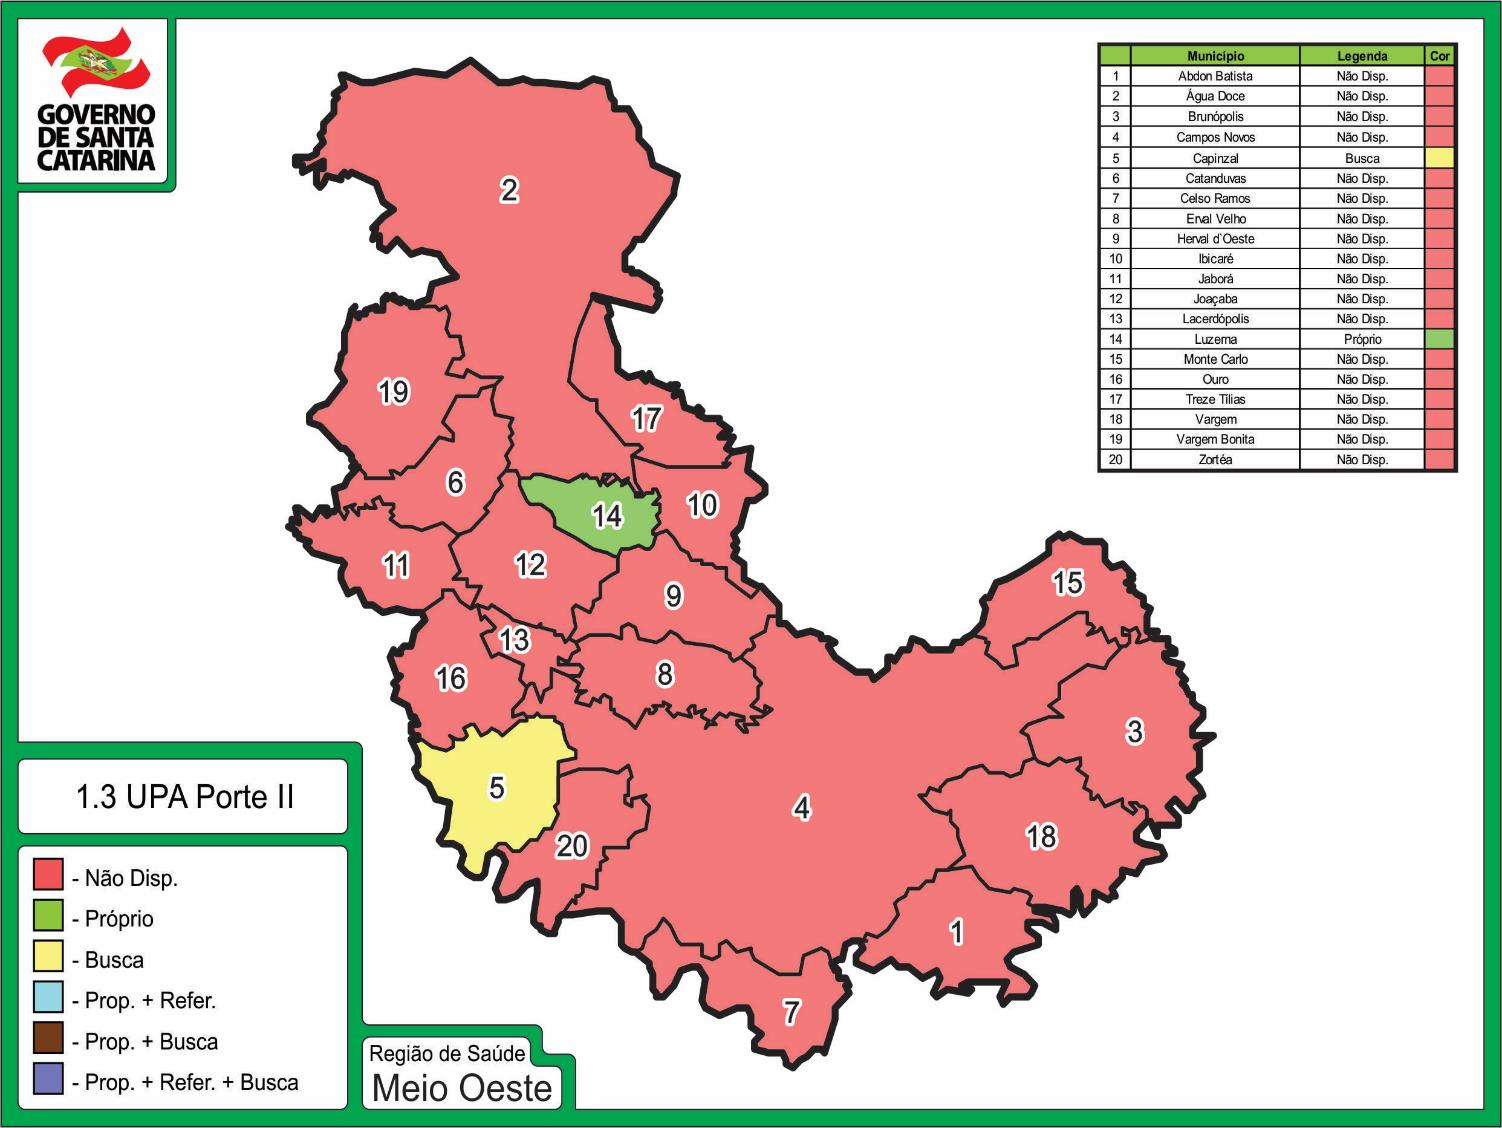 GOVERNO
DE SANTA
CATARINA
Município Legenda Cor
1 Abdon Batista Não Disp.
2 Água Doce Não Disp.
3 Brunópolis Não Disp.
4 Campos Novos Não Disp.
5 Capinzal Busca
6 Catanduvas Não Disp.
7 Celso Ramos Não Disp.
8 Erval Velho Não Disp.
9 Herval d`Oeste Não Disp.
10 Ibicaré Não Disp.
11 Jaborá Não Disp.
12 Joaçaba Não Disp.
13 Lacerdópolis Não Disp.
14 Luzerna Próprio
15 Monte Carlo Não Disp.
16 Ouro Não Disp.
17 Treze Tílias Não Disp.
18 Vargem Não Disp.
19 Vargem Bonita Não Disp.
20 Zortéa Não Disp.
2
19
17
6
10
14
11
12
15
9
13
8
16
3
5
4
18
20
1
7
1.3 UPA Porte II
- Não Disp.
- Próprio
- Busca
- Prop. + Refer.
- Prop. + Busca
- Prop. + Refer. + Busca
Região de Saúde
Meio Oeste